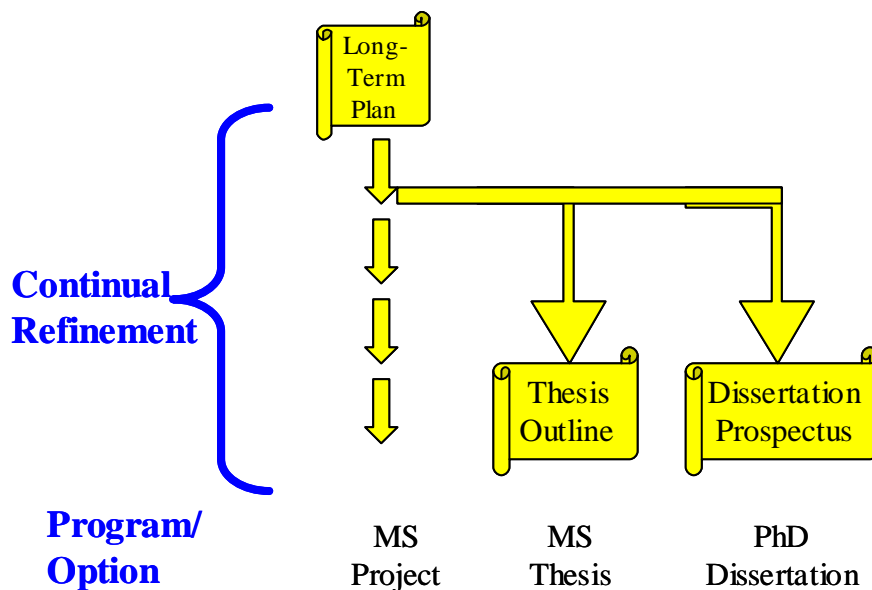 Long-
Term
Plan
Continual
Refinement
Thesis
Outline
Dissertation
Prospectus
Program/
Option
MS
Project
MS
Thesis
PhD
Dissertation